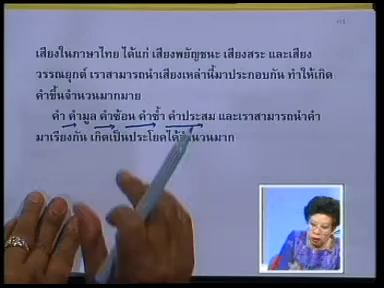 เสียงในภาษาไทย ได้แก่ เสียงพยัญชนะ เสียงสระ และเสียง
วรรณยุกต์ เราสามารถนำเสียงเหล่านี้มาประกอบกัน ทำให้เกิด
คำขึ้นจำนวนมากมาย
คำ คำมูล คำซ้อน คำซ้ำ คำประสม และเราสามารถนำคำ
มาเรียงกัน เกิดเป็นประโยคได้จำนวนมาก